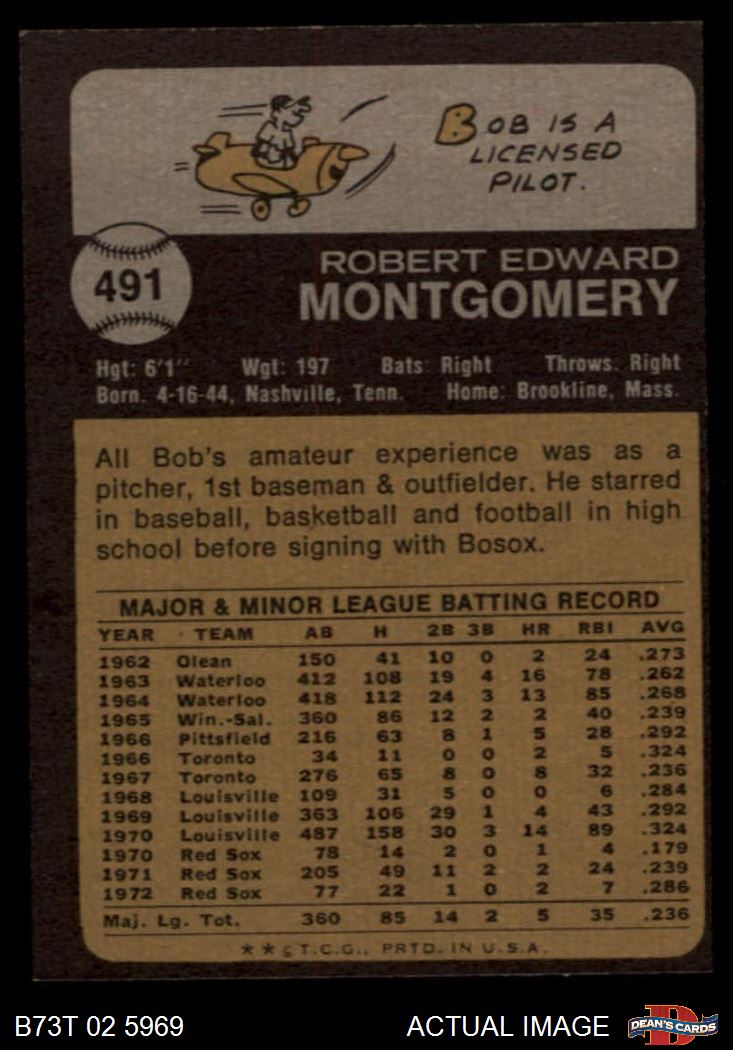 BOB IS A
LICENSED
PILOT.
491
ROBERT EDWARD
MONTGOMERY
Hgt: 6'1" Wgt: 197 Bats: Right Throws. Right
Born. 4-16-44, Nashville, Tenn. Home: Brookline, Mass.
All Bob's amateur experience was as a
pitcher, 1st baseman & outfielder. He starred
in baseball, basketball and football in high
school before signing with Bosox.
MAJOR & MINOR LEAGUE BATTING RECORD
YEAR TEAM AB H 2B 3B HR RBI AVG
1962 Olean 150 41 10 0 2 24 .273
1963 Waterloo 412 108 19 4 16 78 .262
1964 Waterloo 418 112 24 3 13 85 .268
1965 Win.-Sal. 360 86 12 2 2 40 .239
1966 Pittsfield 216 63 8 1 5 28 .292
1966 Toronto 34 11 0 0 2 5 .324
1967 Toronto 276 65 8 0 8 32 .236
1968 Louisville 109 31 5 0 0 6 .284
1969 Louisville 363 106 29 1 4 43 .292
1970 Louisville 487 158 30 3 14 89 .324
1970 Red Sox 78 14 2 0 1 4 .179
1971 Red Sox 205 49 11 2 2 24 .239
1972 Red Sox 77 22 1 0 2 7 .286
Maj. Lg. Tot. 360 85 14 2 5 35 .236
★★© T.C.G., PRTD. IN U.S.A.
B73T 02 5969 ACTUAL IMAGE D DEAN'S CARDS